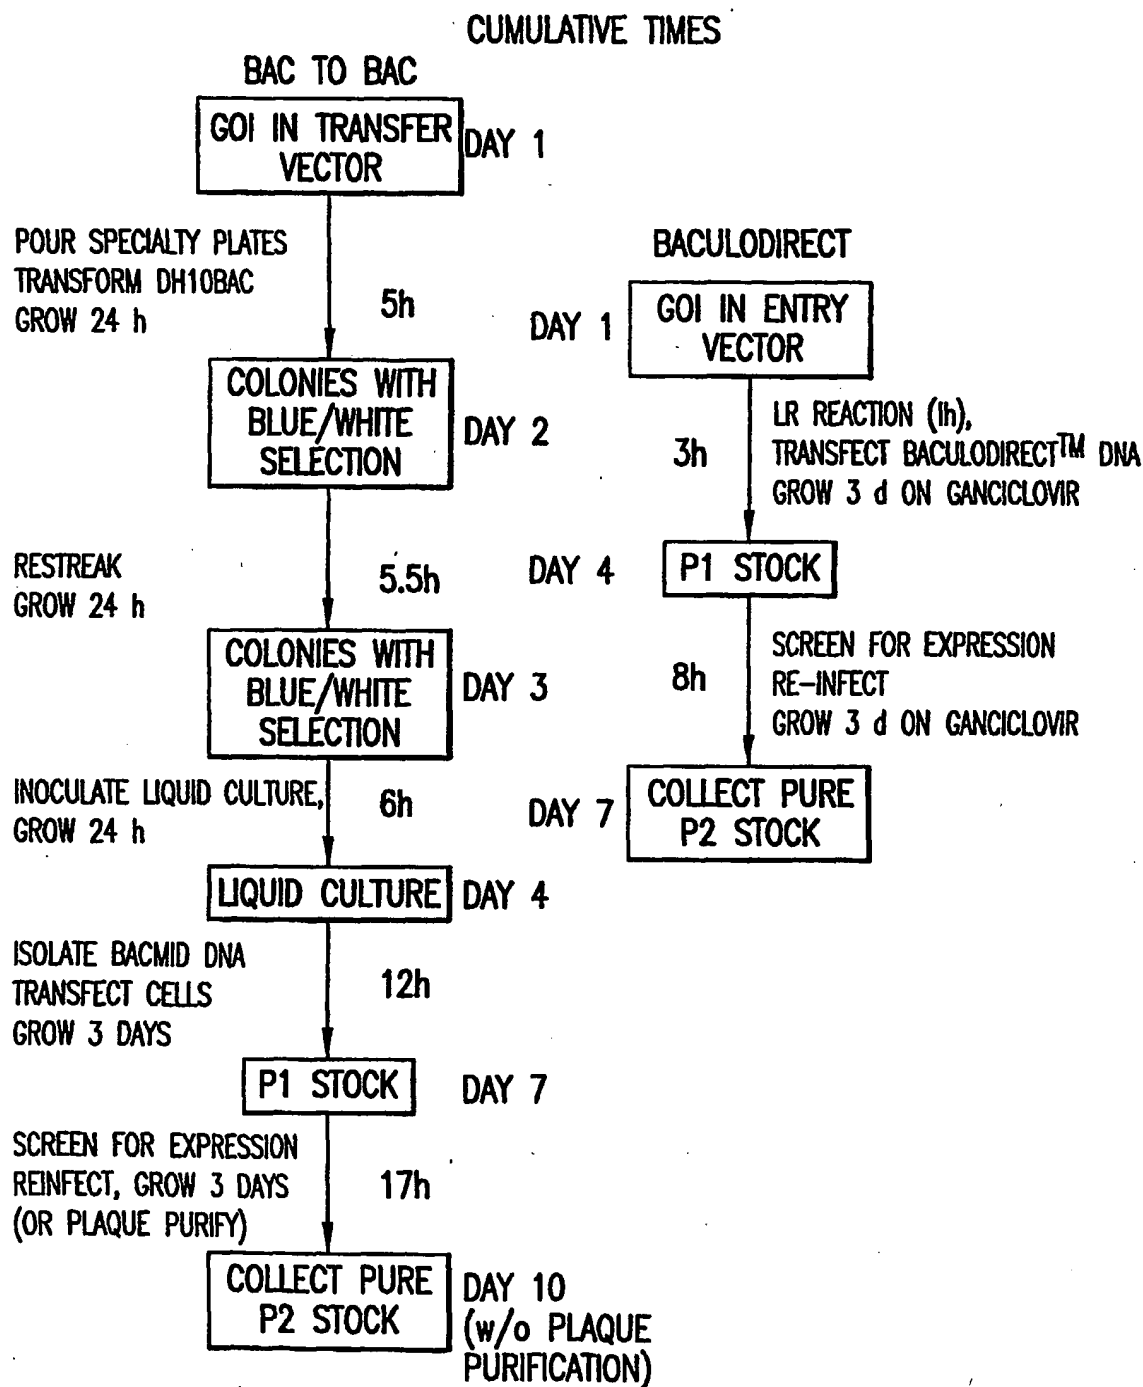 CUMULATIVE TIMES
BAC TO BAC
GOI IN TRANSFER
VECTOR
DAY 1
POUR SPECIALTY PLATES
TRANSFORM DH10BAC
GROW 24 h
5h
COLONIES WITH
BLUE/WHITE
SELECTION
DAY 2
RESTREAK
GROW 24 h
5.5h
COLONIES WITH
BLUE/WHITE
SELECTION
DAY 3
INOCULATE LIQUID CULTURE,
GROW 24 h
6h
LIQUID CULTURE
DAY 4
ISOLATE BACMID DNA
TRANSFECT CELLS
GROW 3 DAYS
12h
P1 STOCK
DAY 7
SCREEN FOR EXPRESSION
REINFECT, GROW 3 DAYS
(OR PLAQUE PURIFY)
17h
COLLECT PURE
P2 STOCK
DAY 10
(w/o PLAQUE
PURIFICATION)
BACULODIRECT
DAY 1
GOI IN ENTRY
VECTOR
3h
LR REACTION (1h),
TRANSFECT BACULODIRECT™ DNA
GROW 3 d ON GANCICLOVIR
DAY 4
P1 STOCK
8h
SCREEN FOR EXPRESSION
RE-INFECT
GROW 3 d ON GANCICLOVIR
DAY 7
COLLECT PURE
P2 STOCK